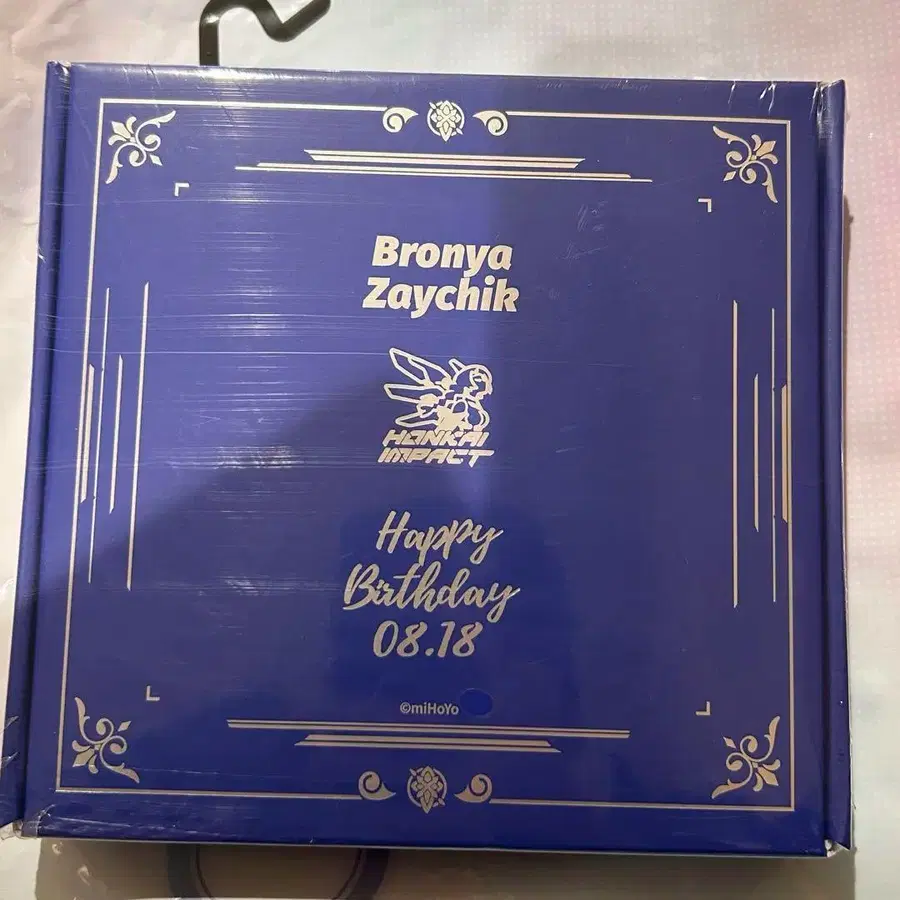 Bronya
Zaychik
HONKAI
IMPACT
Happy
Birthday
08.18
©miHoYo